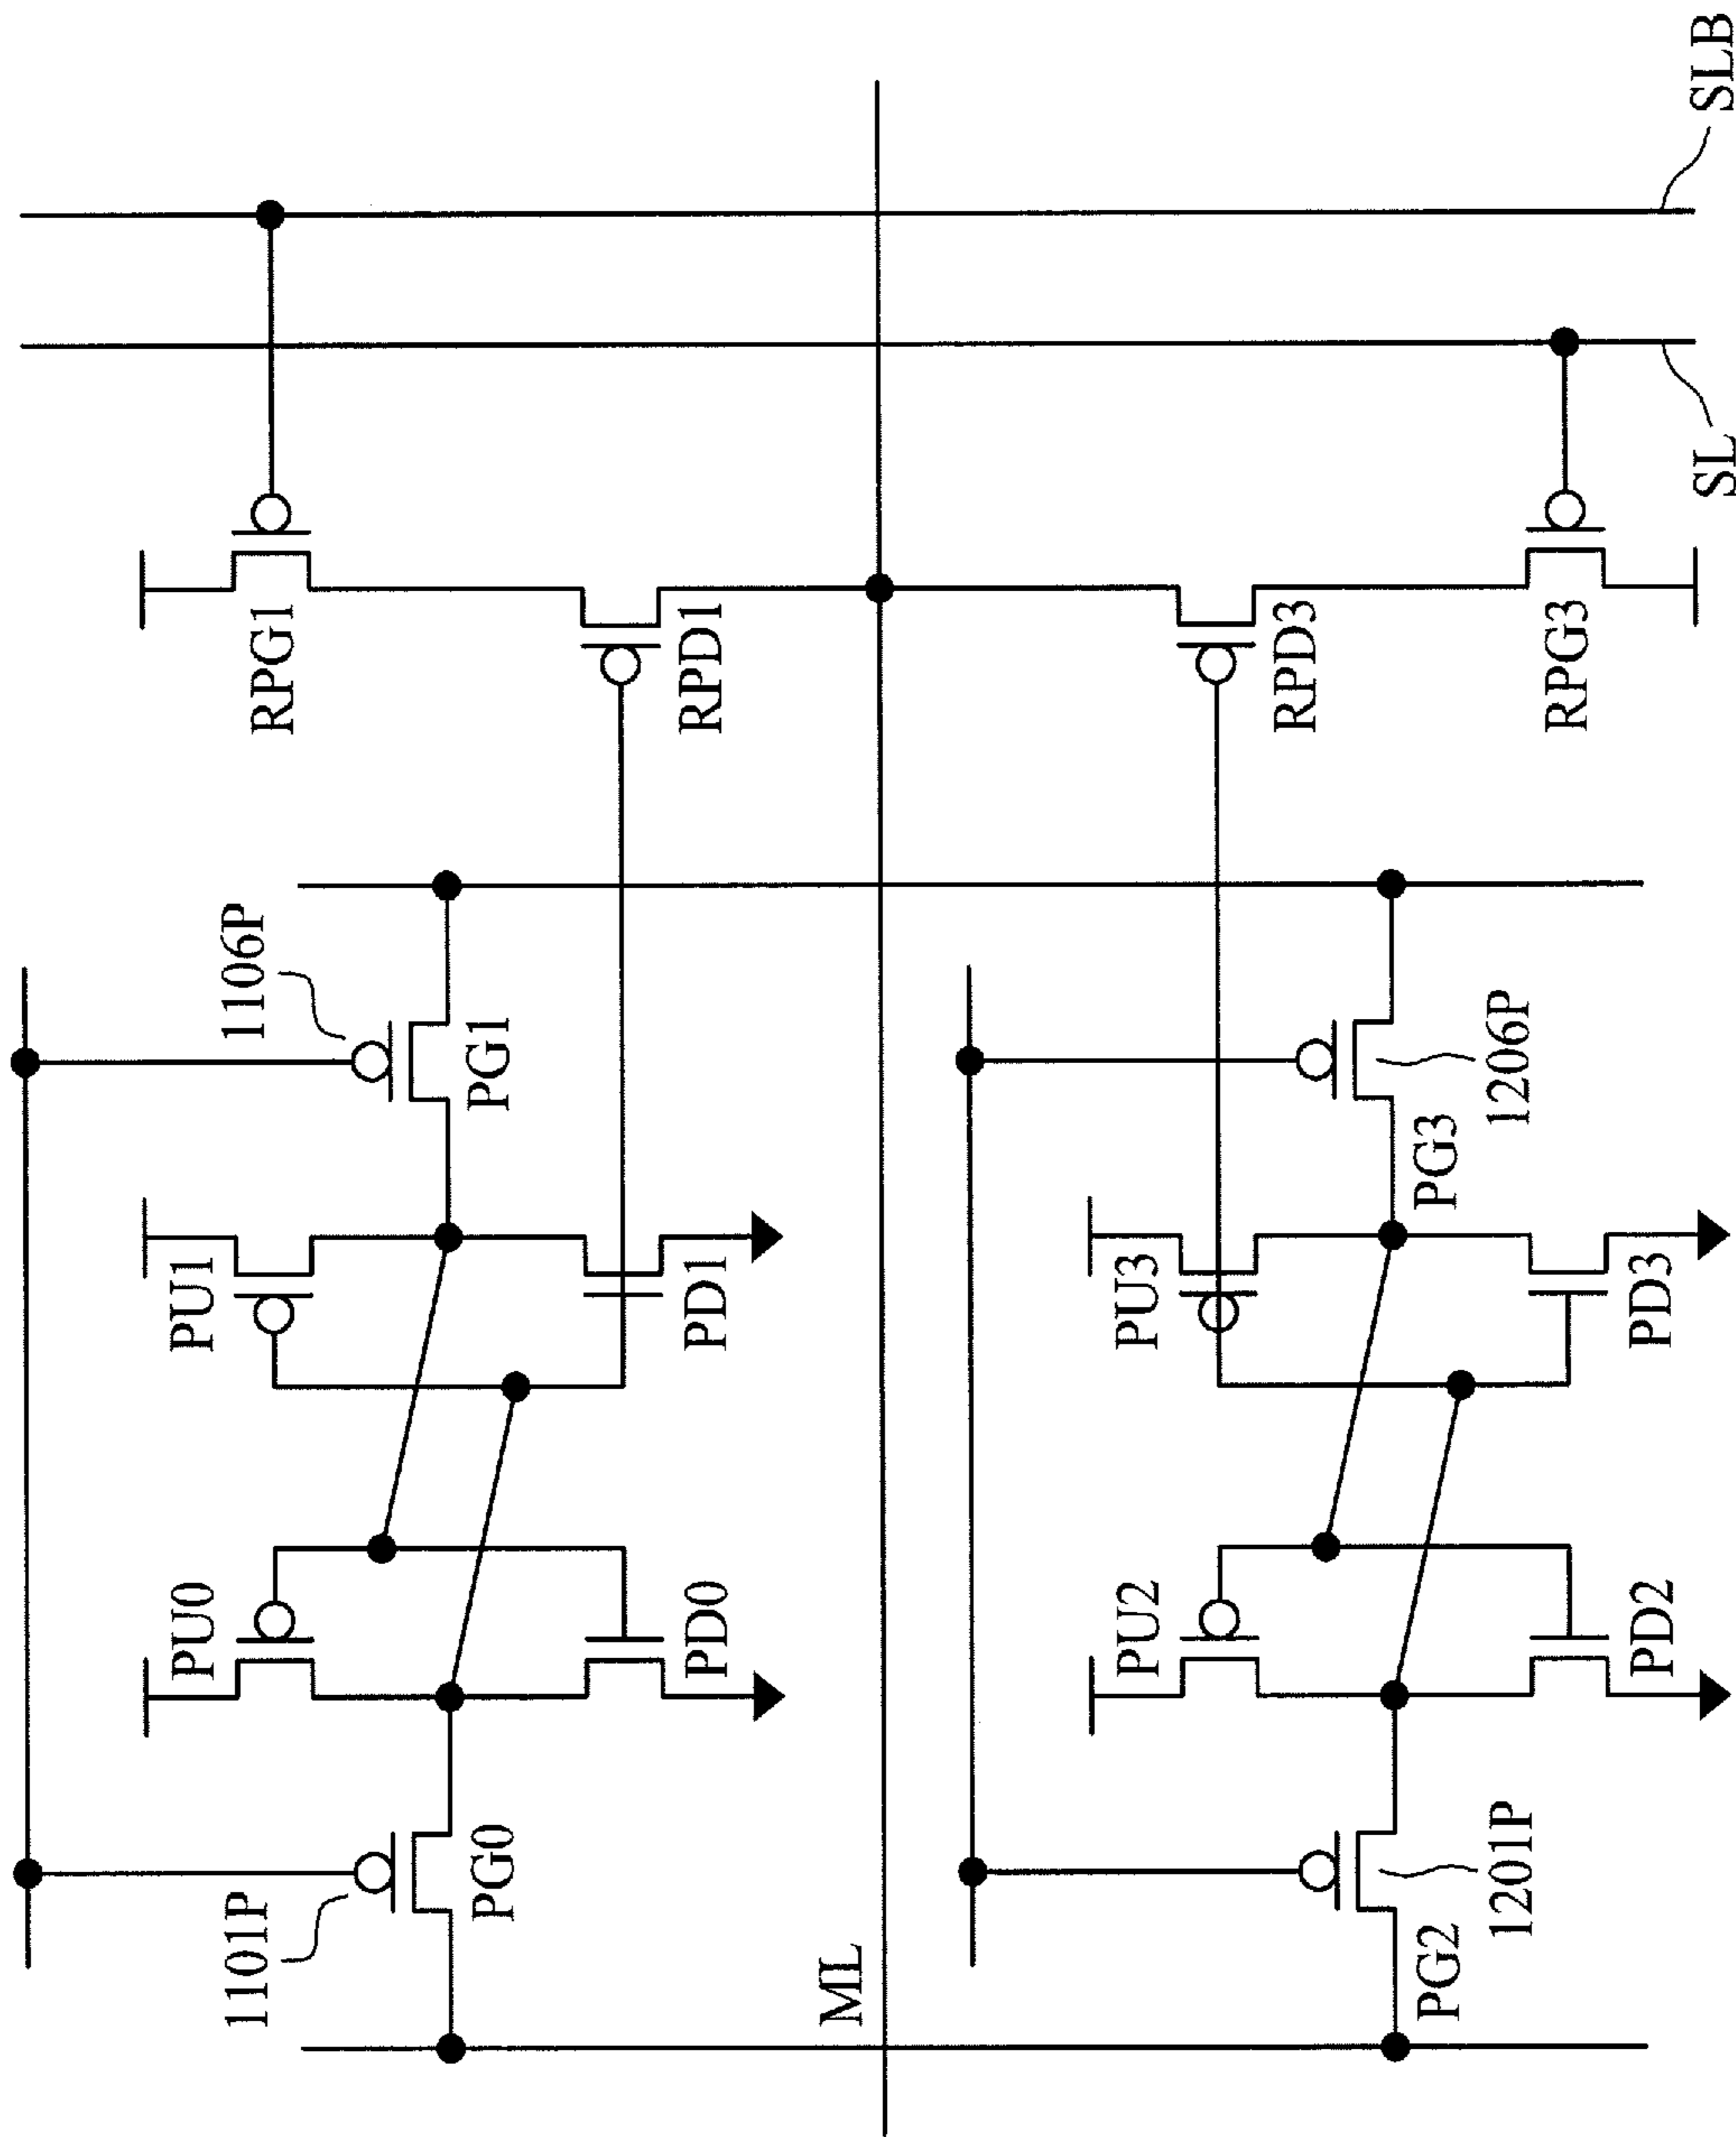 1101P
PG0
PU0
PD0
PU1
PD1
1106P
PG1
RPG1
RPD1
ML
PG2
1201P
PU2
PD2
PU3
PD3
PG3
1206P
RPD3
RPG3
SL
SLB